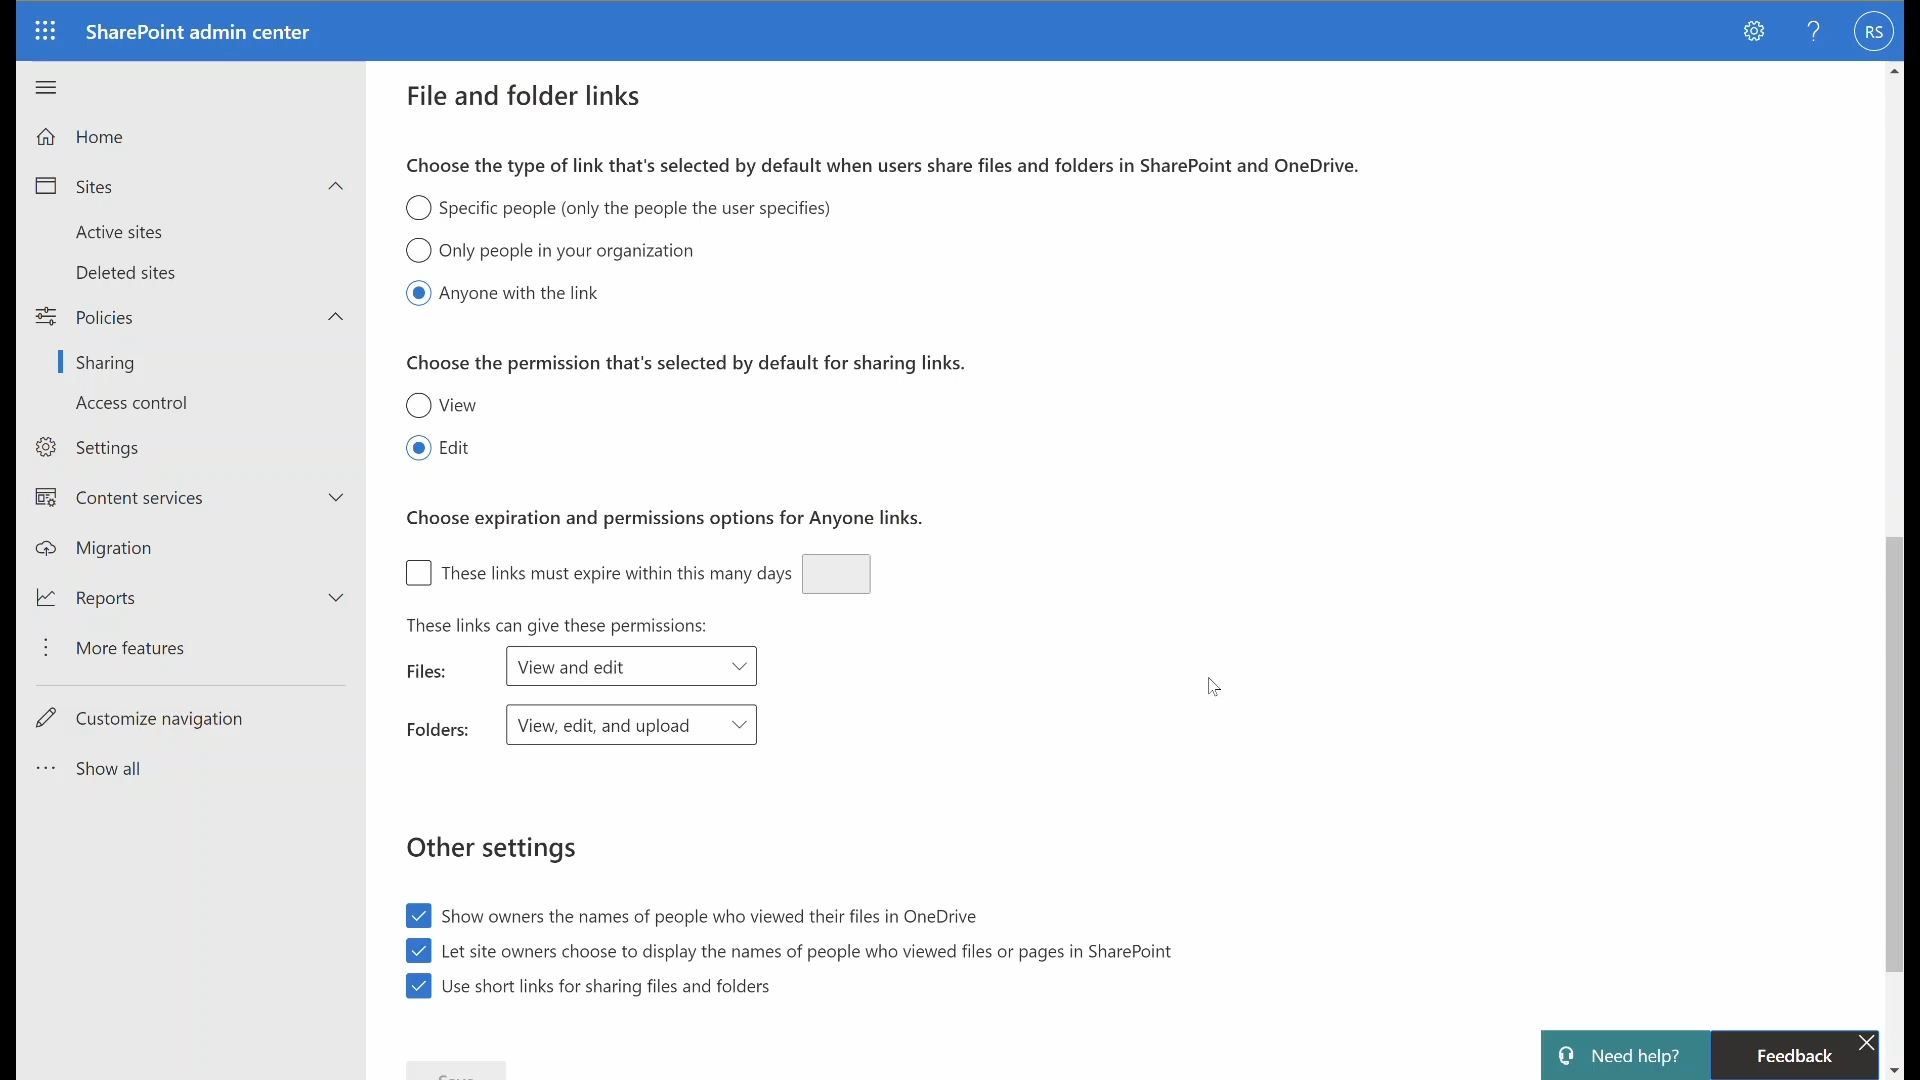 SharePoint admin center
?
RS
Home
Sites
Active sites
Deleted sites
Policies
Sharing
Access control
Settings
Content services
Migration
Reports
More features
Customize navigation
Show all
File and folder links
Choose the type of link that's selected by default when users share files and folders in SharePoint and OneDrive.
Specific people (only the people the user specifies)
Only people in your organization
Anyone with the link
Choose the permission that's selected by default for sharing links.
View
Edit
Choose expiration and permissions options for Anyone links.
These links must expire within this many days
These links can give these permissions:
Files: View and edit
Folders: View, edit, and upload
Other settings
Show owners the names of people who viewed their files in OneDrive
Let site owners choose to display the names of people who viewed files or pages in SharePoint
Use short links for sharing files and folders
Save
Need help?
Feedback